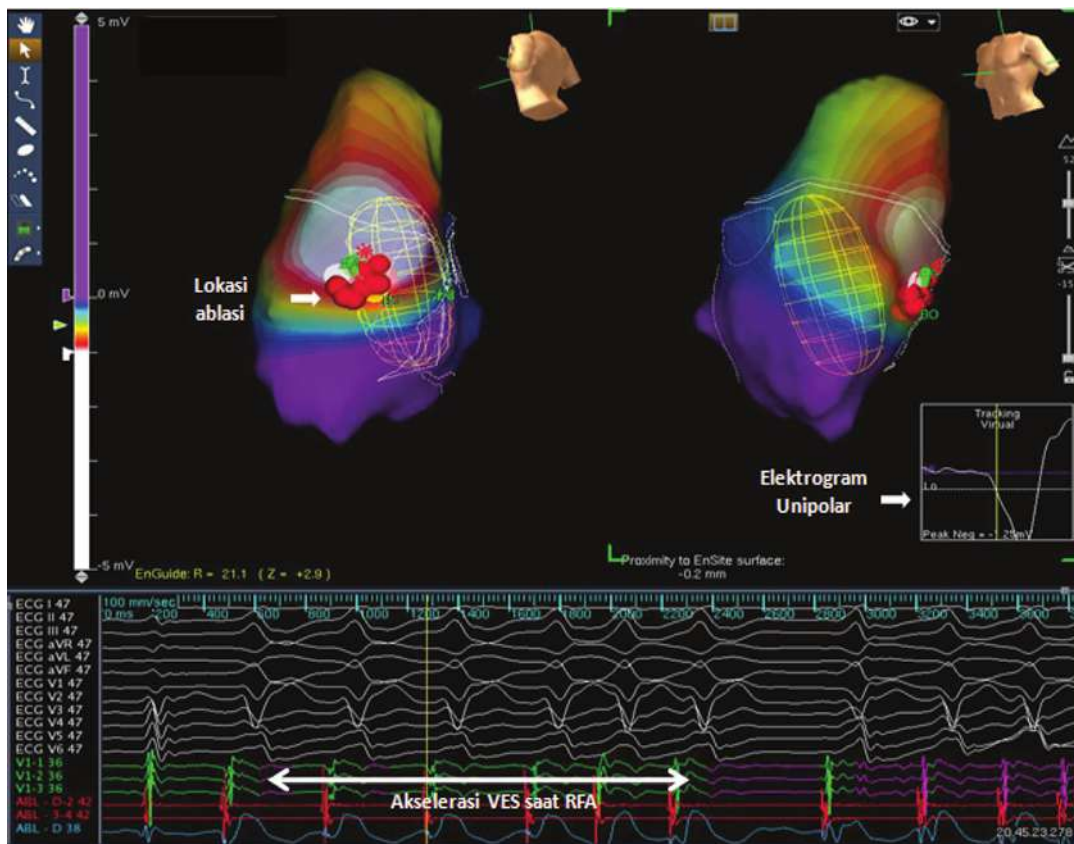 5 mV
0 mV
-5 mV
Lokasi
ablasi
Elektrogram
Unipolar
Tracking
Virtual
Lo
Peak Neg = -1.25mV
Proximity to EnSite surface:
-0.2 mm
EnGuide: R = 21.1 ( Z = +2.9 )
100 mm/sec
0 ms 200 400 600 800 1000 1200 1400 1600 1800 2000 2200 2400 2600 2800 3000 3200 3400 3600
ECG I 47
ECG II 47
ECG III 47
ECG aVR 47
ECG aVL 47
ECG aVF 47
ECG V1 47
ECG V2 47
ECG V3 47
ECG V4 47
ECG V5 47
ECG V6 47
V1-1 36
V1-2 36
V1-3 36
ABL - D-2 42
ABL - 3-4 42
ABL - D 38
Akselerasi VES saat RFA
20:45:23.278